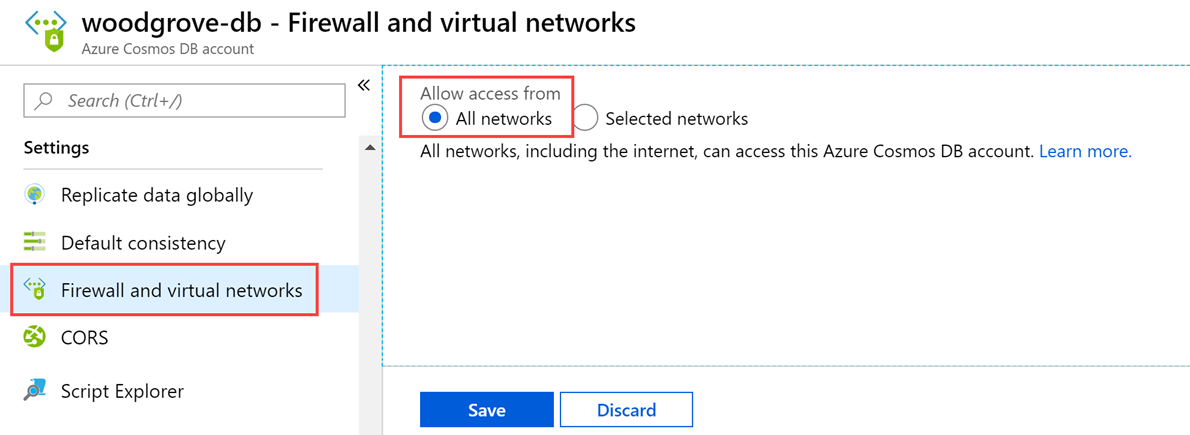 woodgrove-db - Firewall and virtual networks
Azure Cosmos DB account
Search (Ctrl+/)
Settings
Replicate data globally
Default consistency
Firewall and virtual networks
CORS
Script Explorer
Allow access from
All networks Selected networks
All networks, including the internet, can access this Azure Cosmos DB account. Learn more.
Save Discard